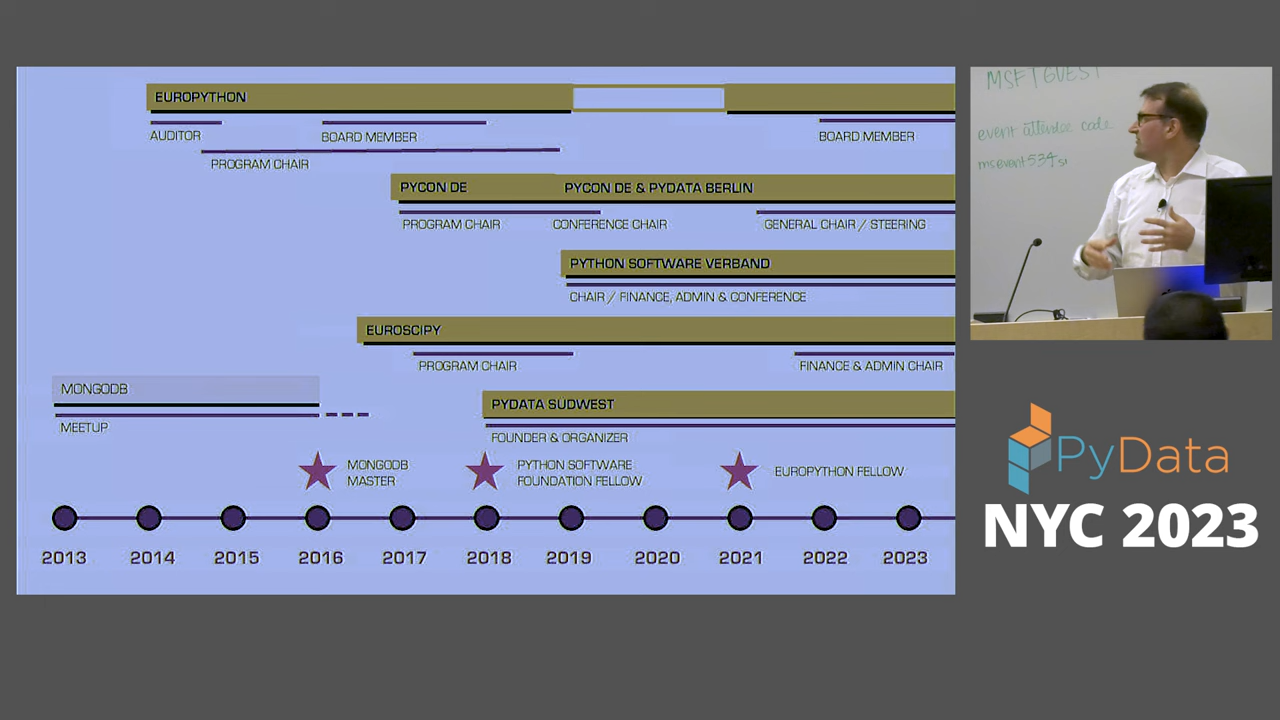 EUROPYTHON
AUDITOR
BOARD MEMBER
BOARD MEMBER
PROGRAM CHAIR
PYCON DE
PYCON DE & PYDATA BERLIN
PROGRAM CHAIR
CONFERENCE CHAIR
GENERAL CHAIR / STEERING
PYTHON SOFTWARE VERBAND
CHAIR / FINANCE, ADMIN & CONFERENCE
EUROSCIPY
PROGRAM CHAIR
FINANCE & ADMIN CHAIR
MONGODB
MEETUP
PYDATA SUDWEST
FOUNDER & ORGANIZER
MONGODB
MASTER
PYTHON SOFTWARE
FOUNDATION FELLOW
EUROPYTHON FELLOW
2013 2014 2015 2016 2017 2018 2019 2020 2021 2022 2023
MSFTGUEST
event attendee code
msevent534si
PyData
NYC 2023